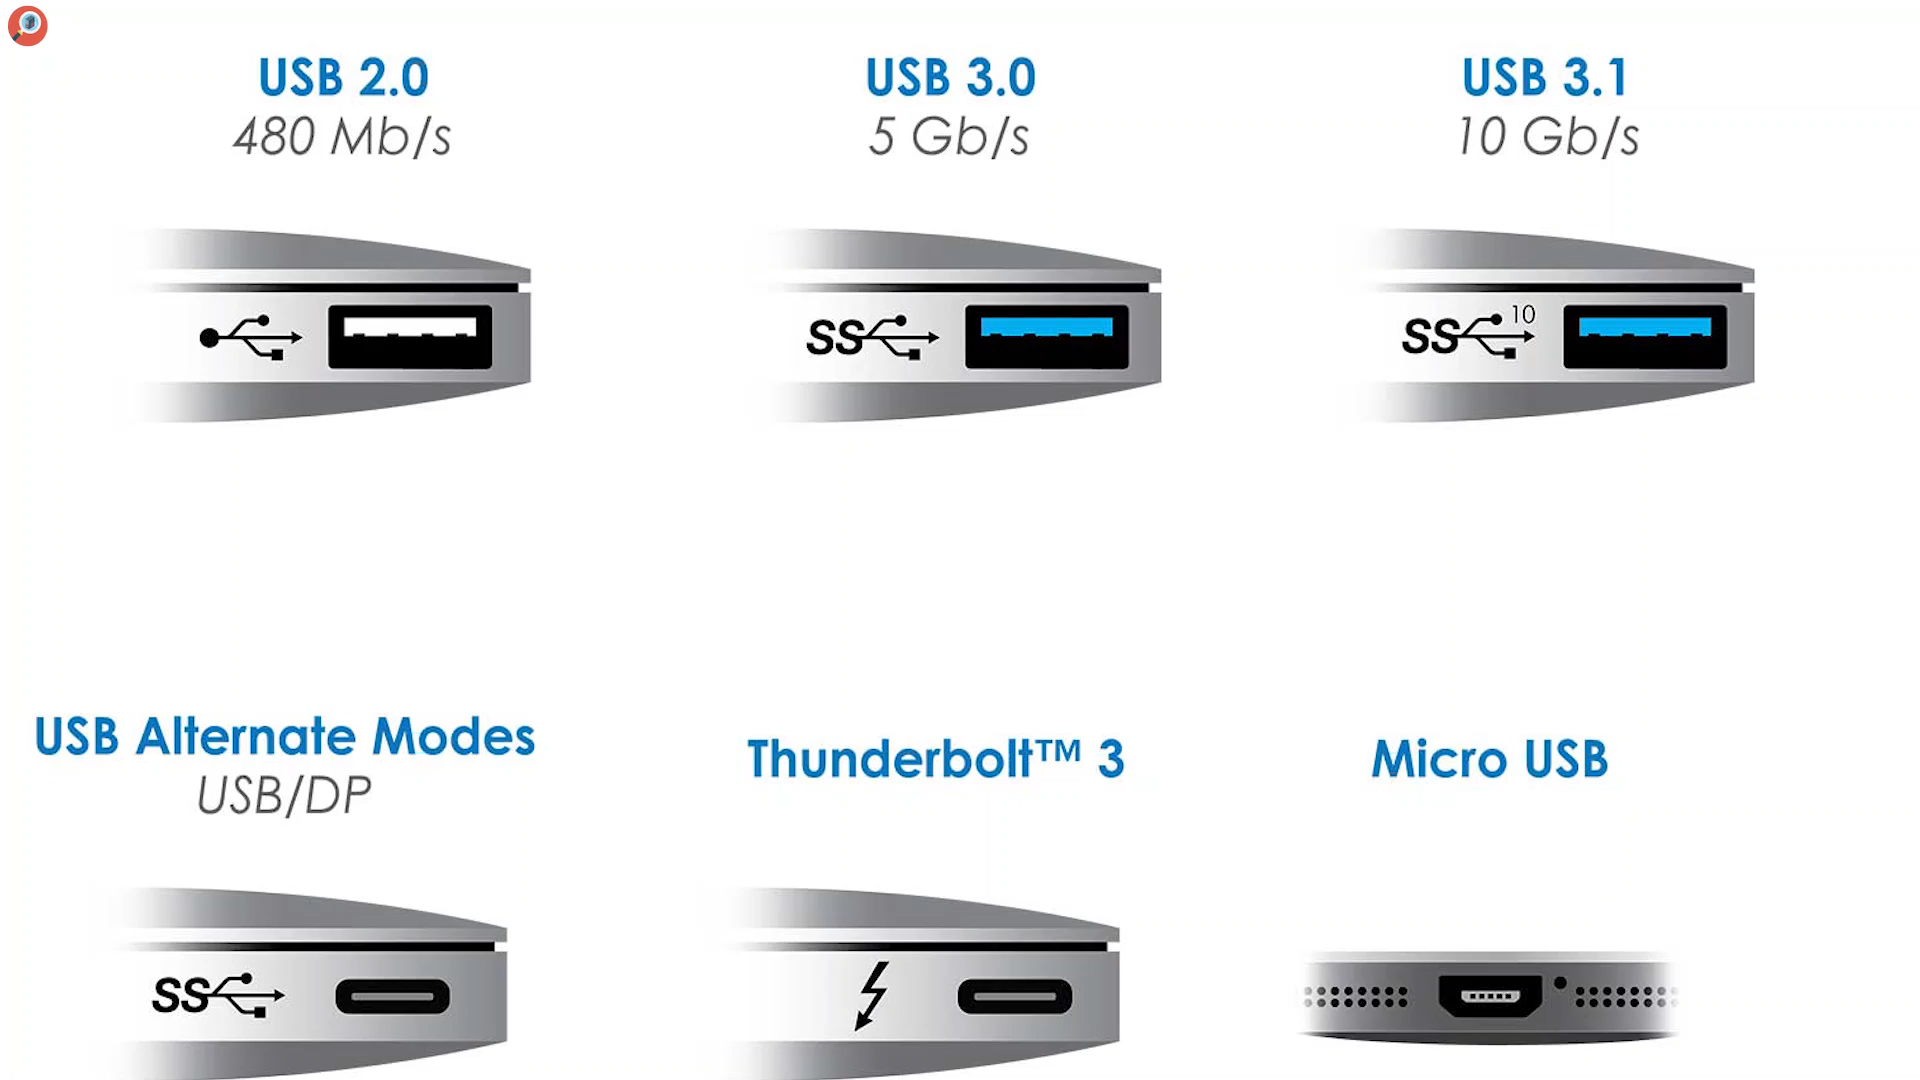 USB 2.0
480 Mb/s
USB 3.0
5 Gb/s
USB 3.1
10 Gb/s
SS
SS 10
USB Alternate Modes
USB/DP
Thunderbolt™ 3
Micro USB
SS